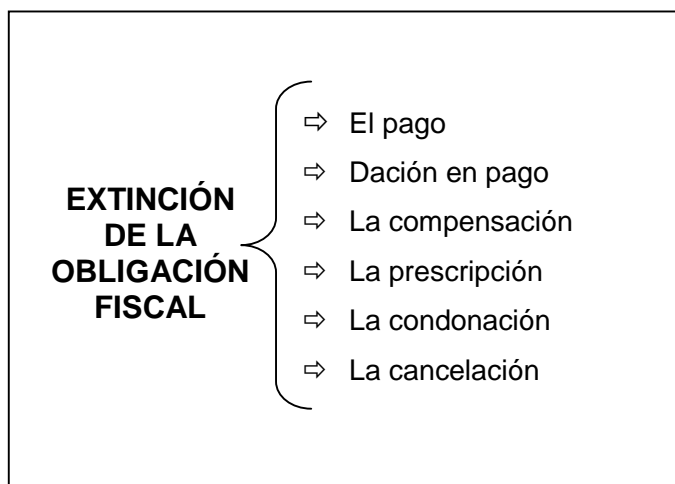 EXTINCIÓN
DE LA
OBLIGACIÓN
FISCAL
⇨ El pago
⇨ Dación en pago
⇨ La compensación
⇨ La prescripción
⇨ La condonación
⇨ La cancelación